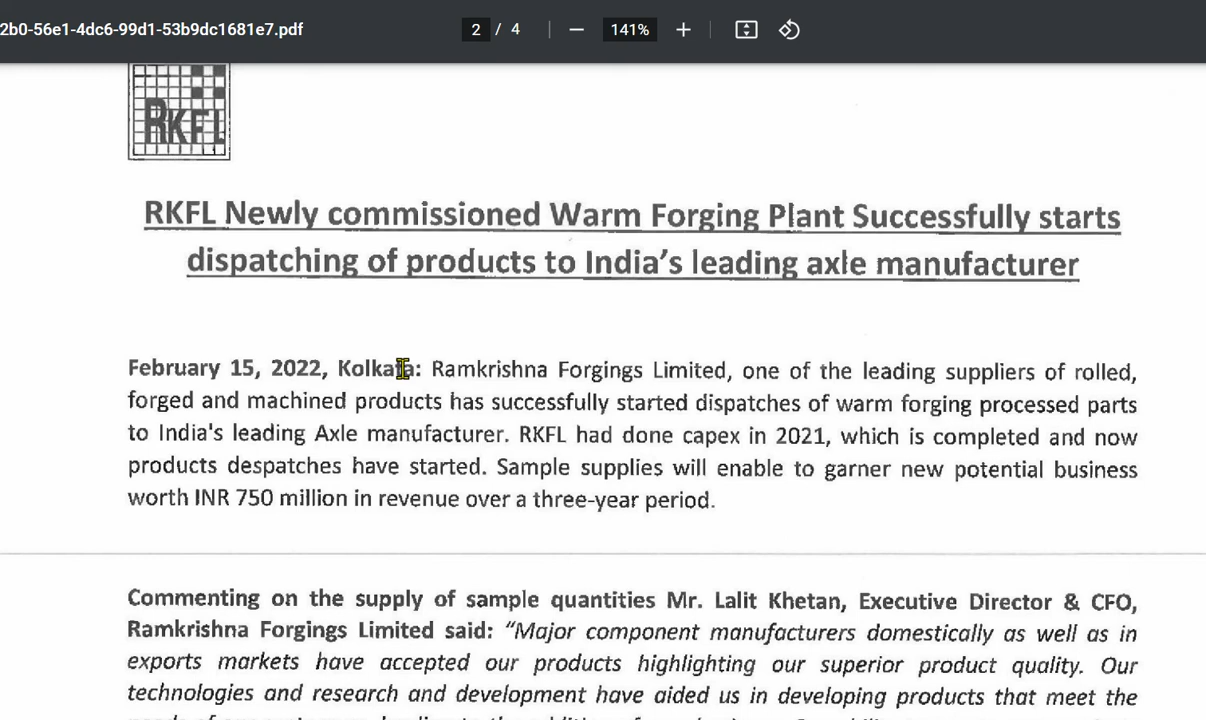 2b0-56e1-4dc6-99d1-53b9dc1681e7.pdf
2 / 4
141%
RKFL
RKFL Newly commissioned Warm Forging Plant Successfully starts
dispatching of products to India's leading axle manufacturer
February 15, 2022, Kolkata: Ramkrishna Forgings Limited, one of the leading suppliers of rolled,
forged and machined products has successfully started dispatches of warm forging processed parts
to India's leading Axle manufacturer. RKFL had done capex in 2021, which is completed and now
products despatches have started. Sample supplies will enable to garner new potential business
worth INR 750 million in revenue over a three-year period.
Commenting on the supply of sample quantities Mr. Lalit Khetan, Executive Director & CFO,
Ramkrishna Forgings Limited said: “Major component manufacturers domestically as well as in
exports markets have accepted our products highlighting our superior product quality. Our
technologies and research and development have aided us in developing products that meet the